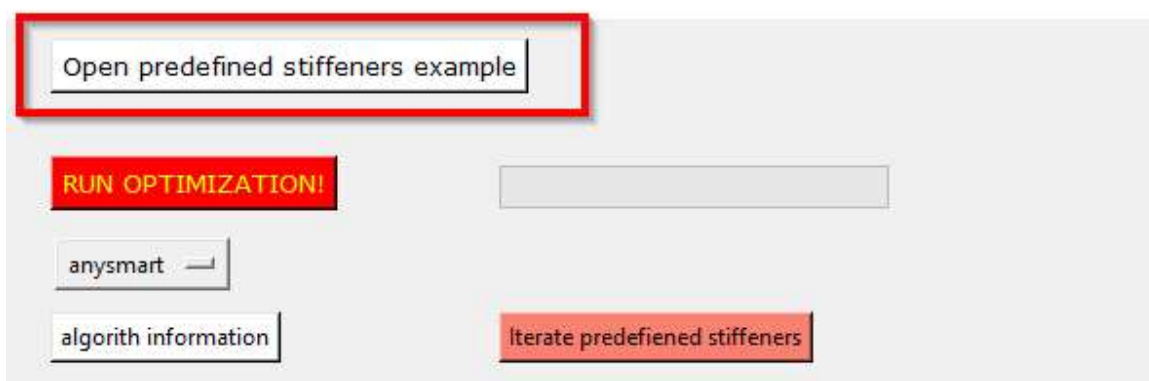 Open predefined stiffeners example
RUN OPTIMIZATION!
anysmart
algorith information
Iterate predefiened stiffeners